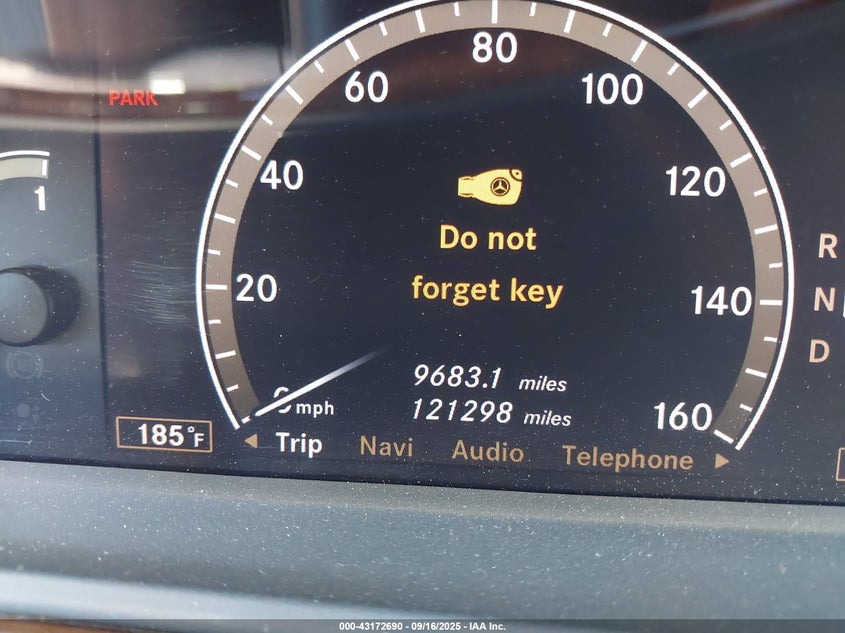 80
60
100
PARK
40
120
1
Do not
R
20
forget key
140
N
D
9683.1 miles
0 mph
121298 miles
160
185°F
Trip Navi Audio Telephone
000-43172690 - 09/16/2025 - IAA Inc.